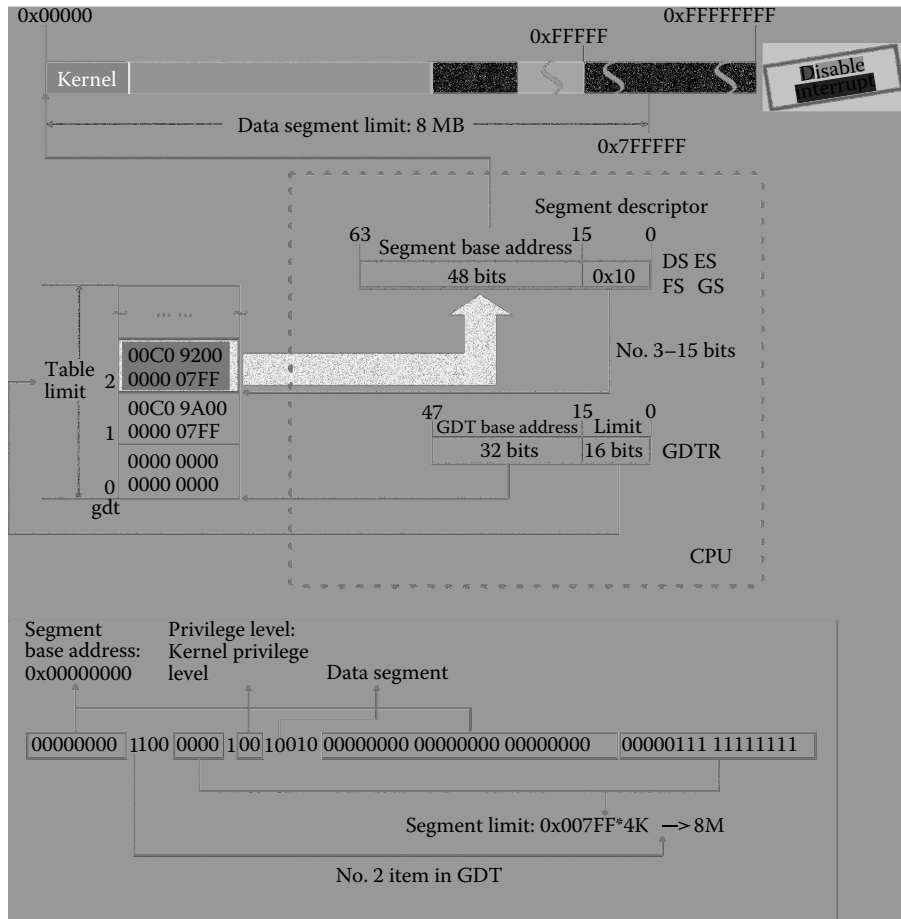 0x00000
0xFFFFFFFF
0xFFFFF
Kernel
Disable
interrupt
Data segment limit: 8 MB
0x7FFFFF
Segment descriptor
63 15 0
Segment base address
DS ES
48 bits 0x10
FS GS
... ...
No. 3–15 bits
Table
limit
2
00C0 9200
0000 07FF
1
00C0 9A00
0000 07FF
0
0000 0000
0000 0000
gdt
47 15 0
GDT base address Limit
32 bits 16 bits GDTR
CPU
Segment
base address:
0x00000000
Privilege level:
Kernel privilege
level
Data segment
00000000 1100 0000 1 00 10010 00000000 00000000 00000000 00000111 11111111
Segment limit: 0x007FF*4K —> 8M
No. 2 item in GDT